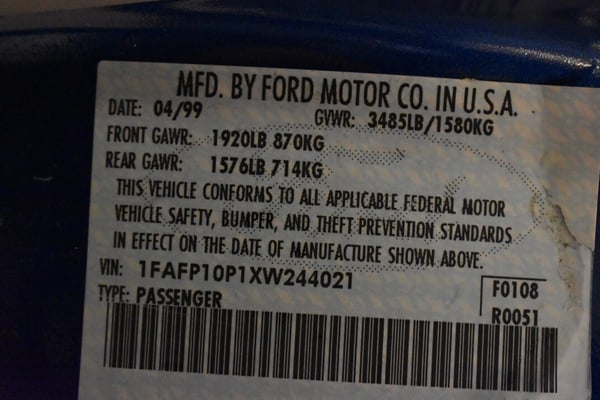 MFD. BY FORD MOTOR CO. IN U.S.A.
DATE: 04/99 GVWR: 3485LB/1580KG
FRONT GAWR: 1920LB 870KG
REAR GAWR: 1576LB 714KG
THIS VEHICLE CONFORMS TO ALL APPLICABLE FEDERAL MOTOR
VEHICLE SAFETY, BUMPER, AND THEFT PREVENTION STANDARDS
IN EFFECT ON THE DATE OF MANUFACTURE SHOWN ABOVE.
VIN: 1FAFP10P1XW244021
F0108
TYPE: PASSENGER
R0051